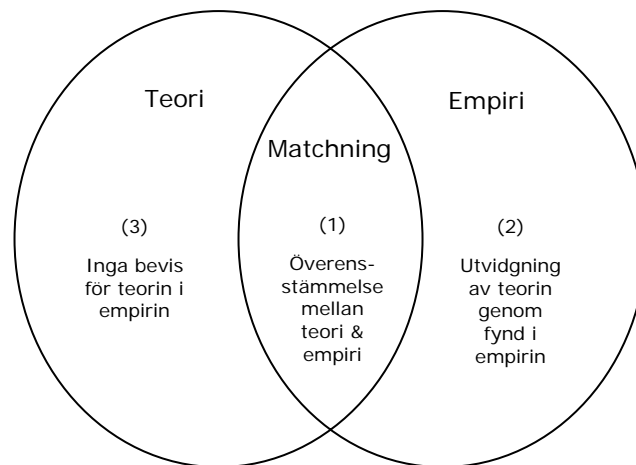 Teori
Empiri
Matchning
(3)
Inga bevis
för teorin i
empirin
(1)
Överens-
stämmelse
mellan
teori &
empiri
(2)
Utvidgning
av teorin
genom
fynd i
empirin